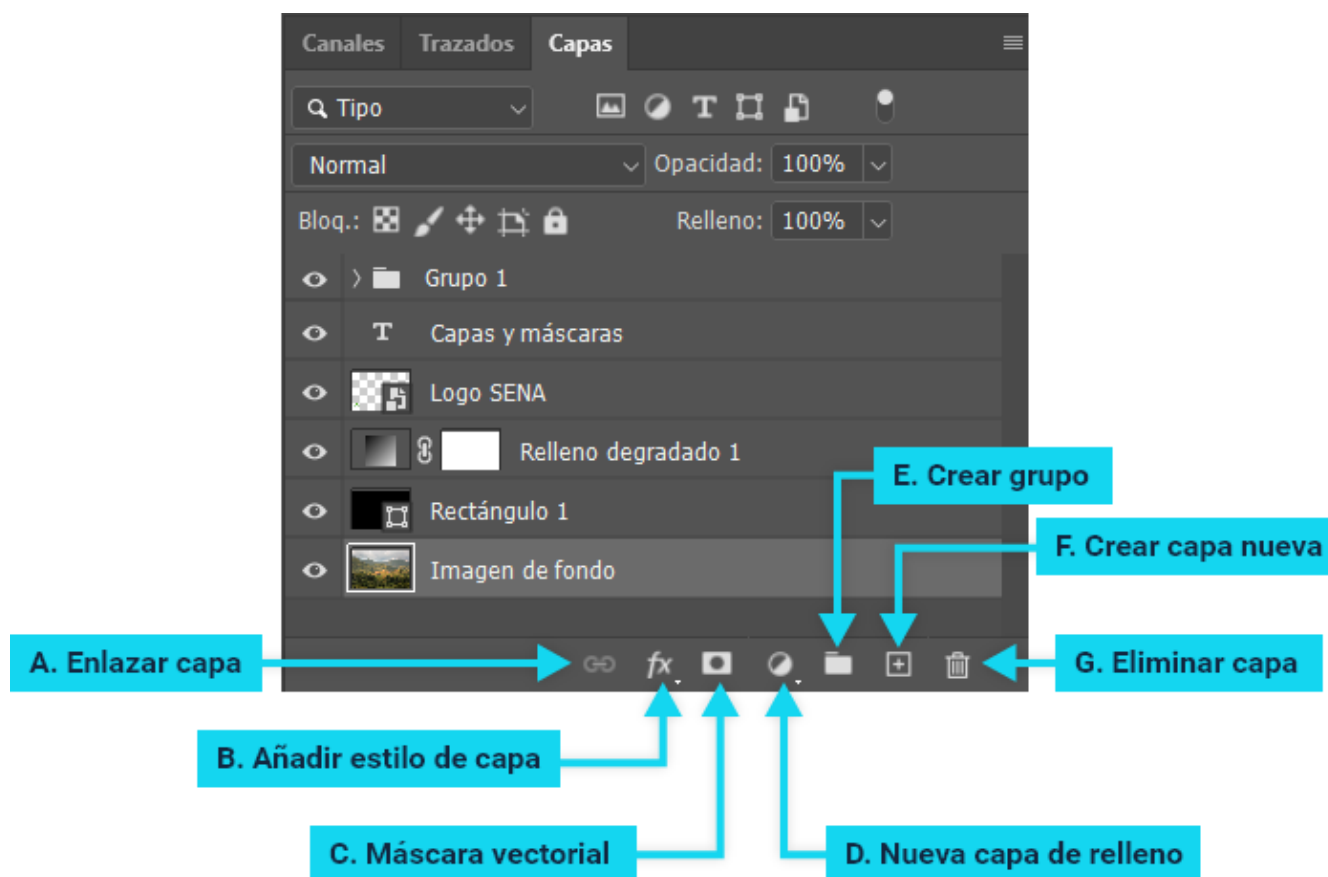 Canales Trazados Capas
Tipo T
Normal Opacidad: 100%
Bloq.: Relleno: 100%
Grupo 1
T Capas y máscaras
Logo SENA
Relleno degradado 1
E. Crear grupo
Rectángulo 1
F. Crear capa nueva
Imagen de fondo
A. Enlazar capa
fx
G. Eliminar capa
B. Añadir estilo de capa
C. Máscara vectorial
D. Nueva capa de relleno